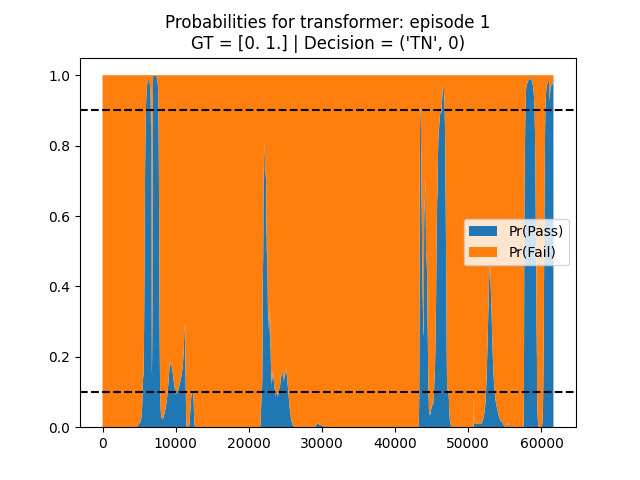 Probabilities for transformer: episode 1
GT = [0. 1.] | Decision = ('TN', 0)
1.0
0.8
0.6
0.4
0.2
0.0
Pr(Pass)
Pr(Fail)
0 10000 20000 30000 40000 50000 60000